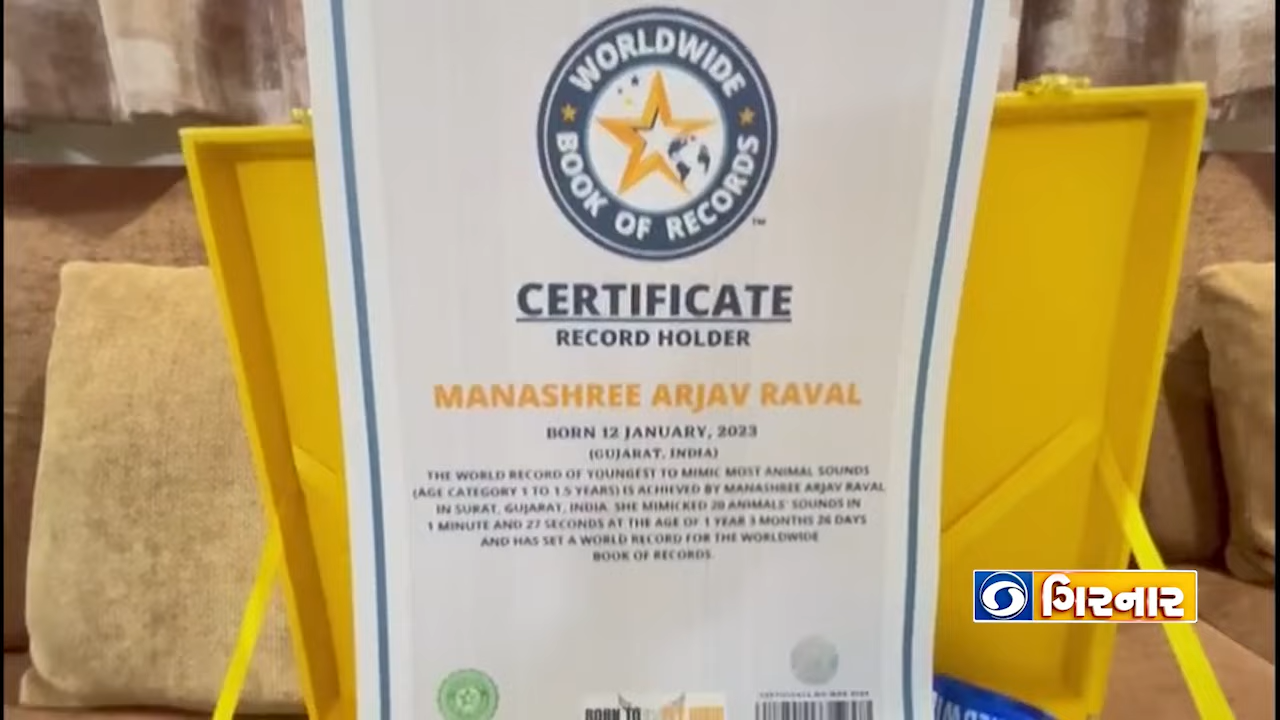 WORLDWIDE
BOOK OF RECORDS
™
CERTIFICATE
RECORD HOLDER
MANASHREE ARJAV RAVAL
BORN 12 JANUARY, 2023
(GUJARAT, INDIA)
THE WORLD RECORD OF YOUNGEST TO MIMIC MOST ANIMAL SOUNDS
(AGE CATEGORY 1 TO 1.5 YEARS) IS ACHIEVED BY MANASHREE ARJAV RAVAL
IN SURAT, GUJARAT, INDIA. SHE MIMICKED 20 ANIMALS' SOUNDS IN
1 MINUTE AND 27 SECONDS AT THE AGE OF 1 YEAR 3 MONTHS 26 DAYS
AND HAS SET A WORLD RECORD FOR THE WORLDWIDE
BOOK OF RECORDS.
ગિરનાર
BORN TO